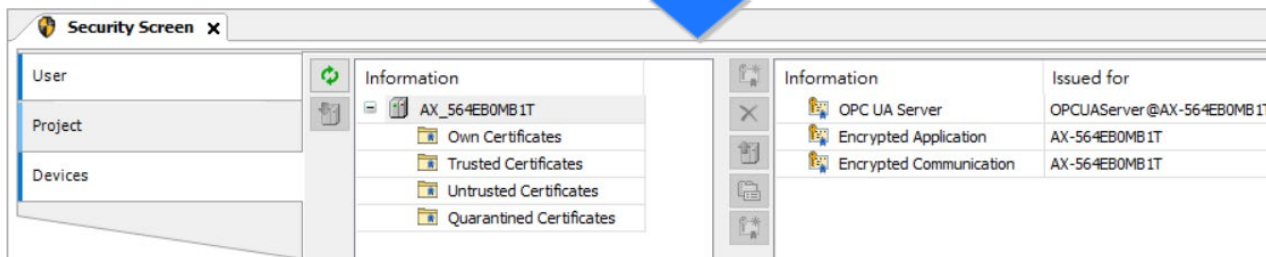 Security Screen X
User
Project
Devices
Information
AX_564EB0MB1T
Own Certificates
Trusted Certificates
Untrusted Certificates
Quarantined Certificates
Information Issued for
OPC UA Server OPCUAServer@AX-564EB0MB1T
Encrypted Application AX-564EB0MB1T
Encrypted Communication AX-564EB0MB1T